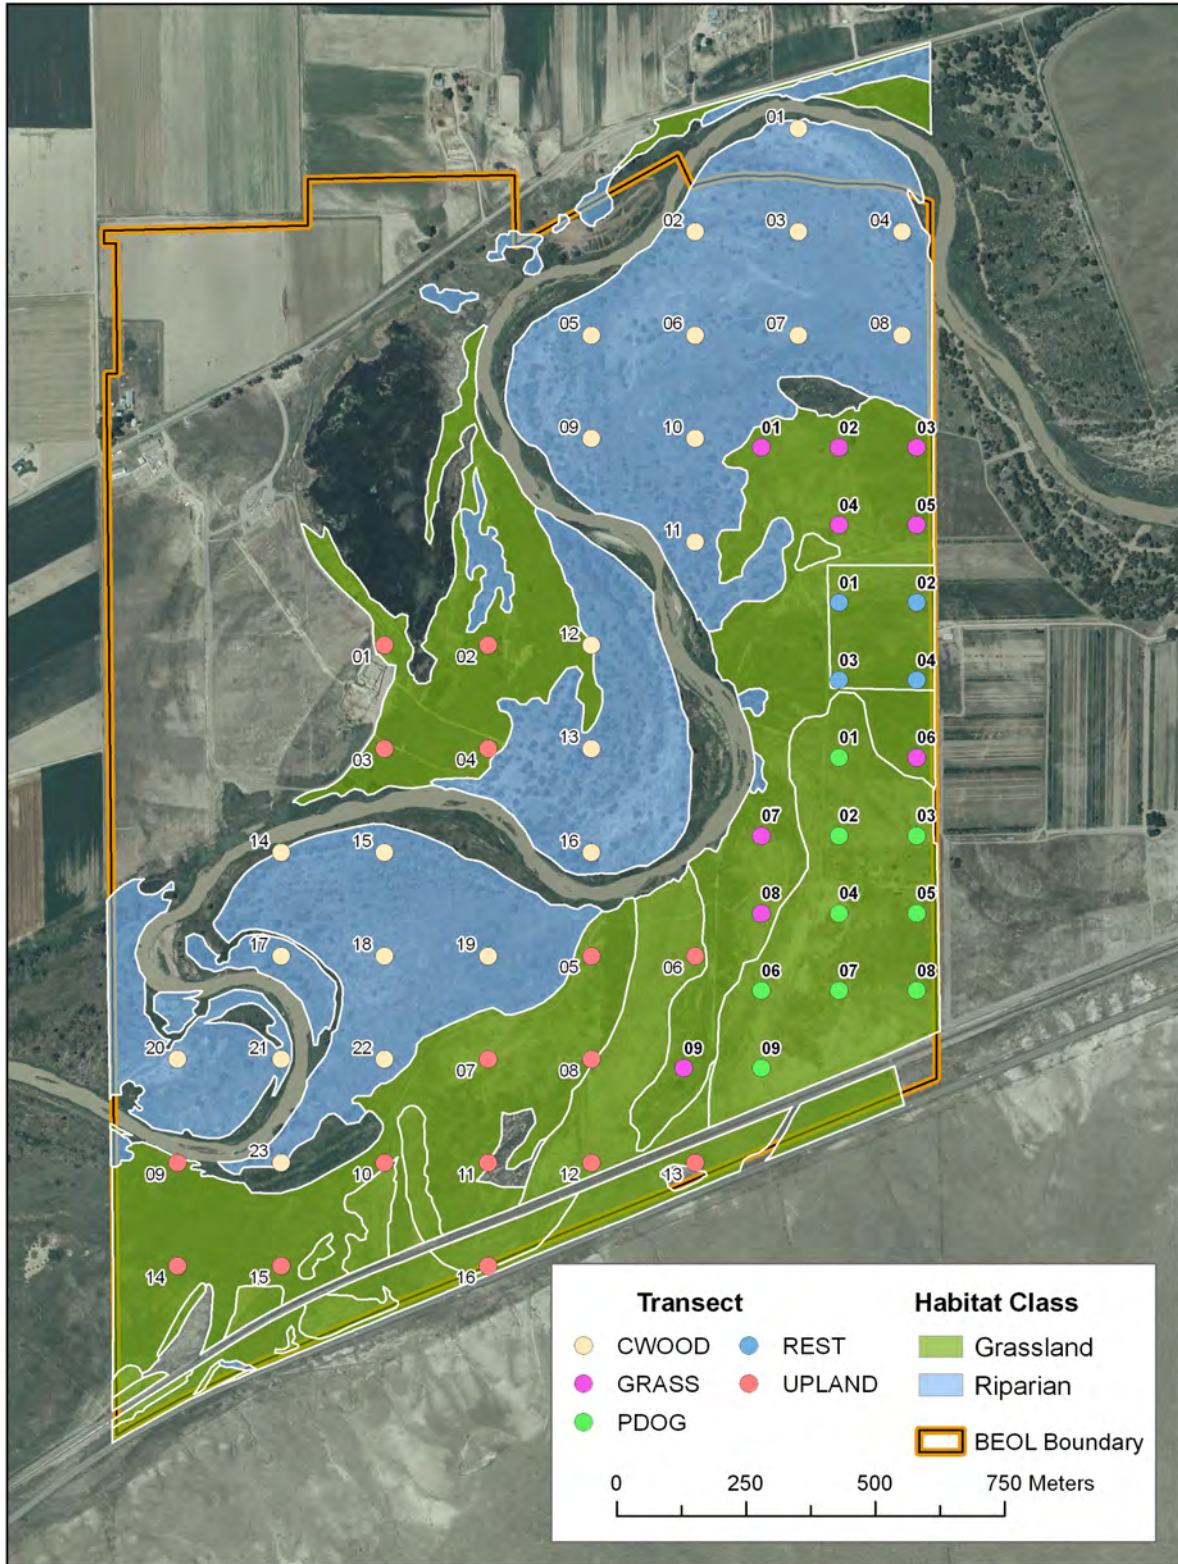 01
02 03 04
05 06 07 08
09 10 01 02 03
11 04 05
01 02
01 02 12
03 04
03 04 13 01 06
14 15 16 07 02 03
08 04 05
17 18 19 05 06
06 07 08
20 21 22 07 08 09 09
09 23 10 11 12 13
14 15 16
Transect Habitat Class
CWOOD REST Grassland
GRASS UPLAND Riparian
PDOG
BEOL Boundary
0 250 500 750 Meters